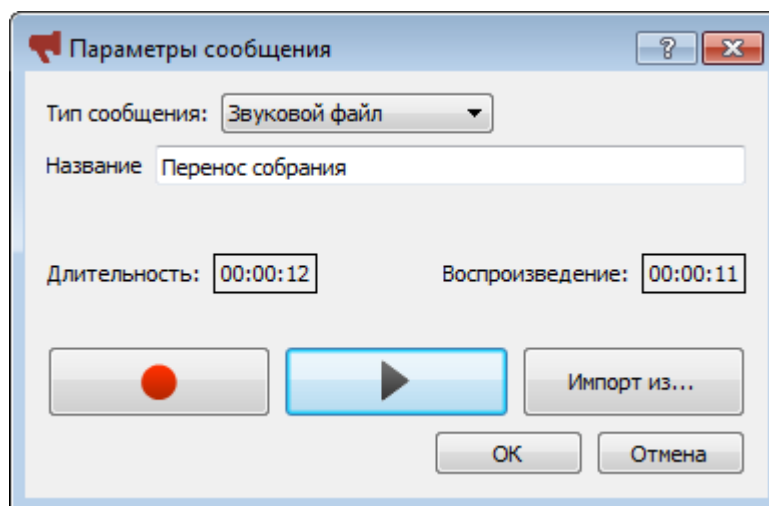 Параметры сообщения
Тип сообщения: Звуковой файл
Название Перенос собрания
Длительность: 00:00:12 Воспроизведение: 00:00:11
Импорт из...
ОК Отмена